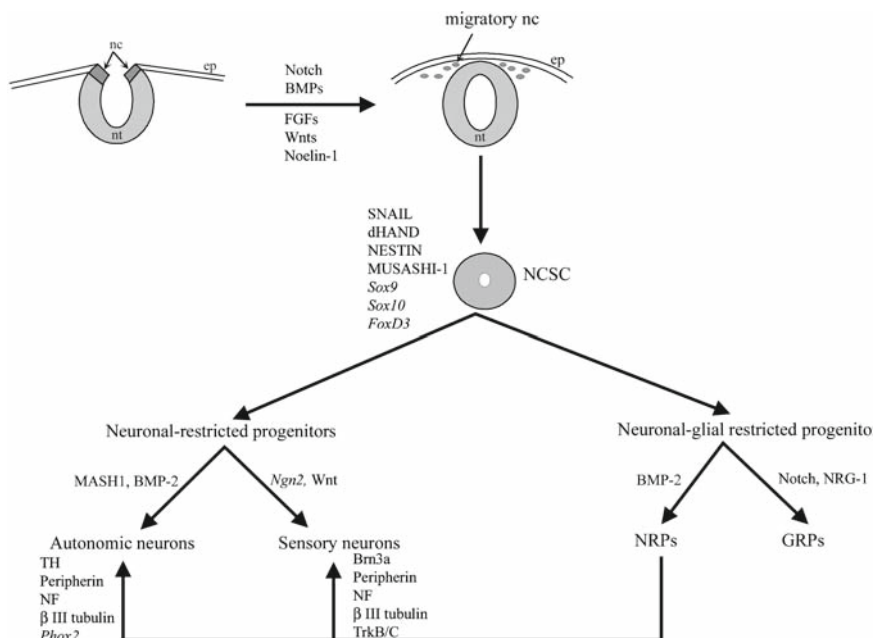 migratory nc
nc
ep
nt
Notch
BMPs
FGFs
Wnts
Noelin-1
ep
nt
SNAIL
dHAND
NESTIN
MUSASHI-1
Sox9
Sox10
FoxD3
NCSC
Neuronal-restricted progenitors
Neuronal-glial restricted progenito
MASH1, BMP-2
Ngn2, Wnt
BMP-2
Notch, NRG-1
Autonomic neurons
TH
Peripherin
NF
β III tubulin
Phox2
Sensory neurons
Brn3a
Peripherin
NF
β III tubulin
TrkB/C
NRPs
GRPs